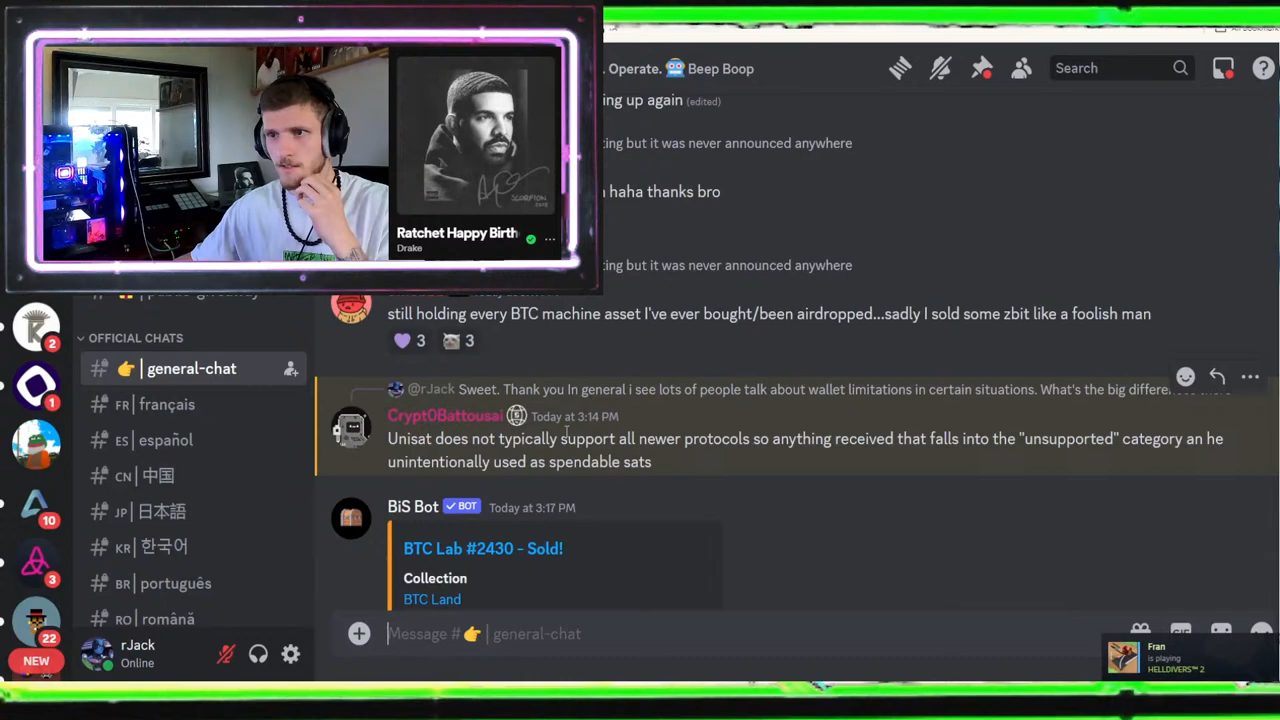 Ratchet Happy Birth
Drake
SCORPION
. Operate. Beep Boop
Search
ing up again (edited)
ting but it was never announced anywhere
haha thanks bro
ting but it was never announced anywhere
still holding every BTC machine asset I've ever bought/been airdropped...sadly I sold some zbit like a foolish man
3
3
OFFICIAL CHATS
general-chat
FR | français
ES | español
CN | 中国
JP | 日本語
KR | 한국어
BR | português
RO | română
2
1
10
3
22
NEW
rJack
Online
@rJack Sweet. Thank you In general i see lots of people talk about wallet limitations in certain situations. What's the big difference there
Crypt0Battousai Today at 3:14 PM
Unisat does not typically support all newer protocols so anything received that falls into the "unsupported" category an he
unintentionally used as spendable sats
BiS Bot BOT Today at 3:17 PM
BTC Lab #2430 - Sold!
Collection
BTC Land
Message # | general-chat
Fran
is playing
HELLDIVERS™ 2